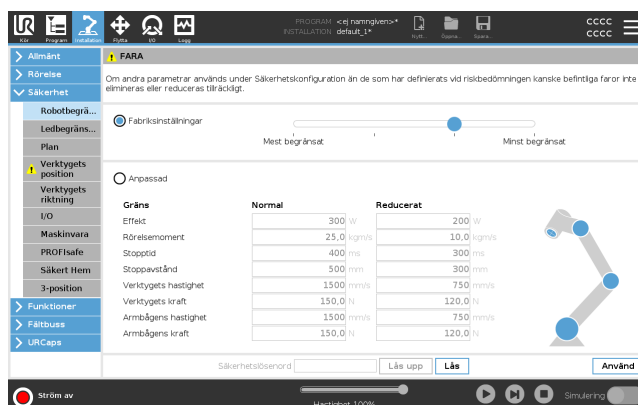 UR
PROGRAM <ej namngiven>*
INSTALLATION default_1*
CCCC
CCCC
Kör Program Installation Flytta I/O Logg Nytt... Öppna... Spara...
Allmänt
Rörelse
Säkerhet
Robotbegrä...
Ledbegräns...
Plan
Verktygets
position
Verktygets
riktning
I/O
Maskinvara
PROFIsafe
Säkert Hem
3-position
Funktioner
Fältbuss
URCaps
FARA
Om andra parametrar används under Säkerhetskonfiguration än de som har definierats vid riskbedömningen kanske befintliga faror inte
elimineras eller reduceras tillräckligt.
Fabriksinställningar
Mest begränsat Minst begränsat
Anpassad
Gräns Normal Reducerat
Effekt 300 W 200 W
Rörelsemoment 25,0 kgm/s 10,0 kgm/s
Stopptid 400 ms 300 ms
Stoppavstånd 500 mm 300 mm
Verktygets hastighet 1500 mm/s 750 mm/s
Verktygets kraft 150,0 N 120,0 N
Armbågens hastighet 1500 mm/s 750 mm/s
Armbågens kraft 150,0 N 120,0 N
Säkerhetslösenord Lås upp Lås Använd
Ström av Hastighet 100% Simulering